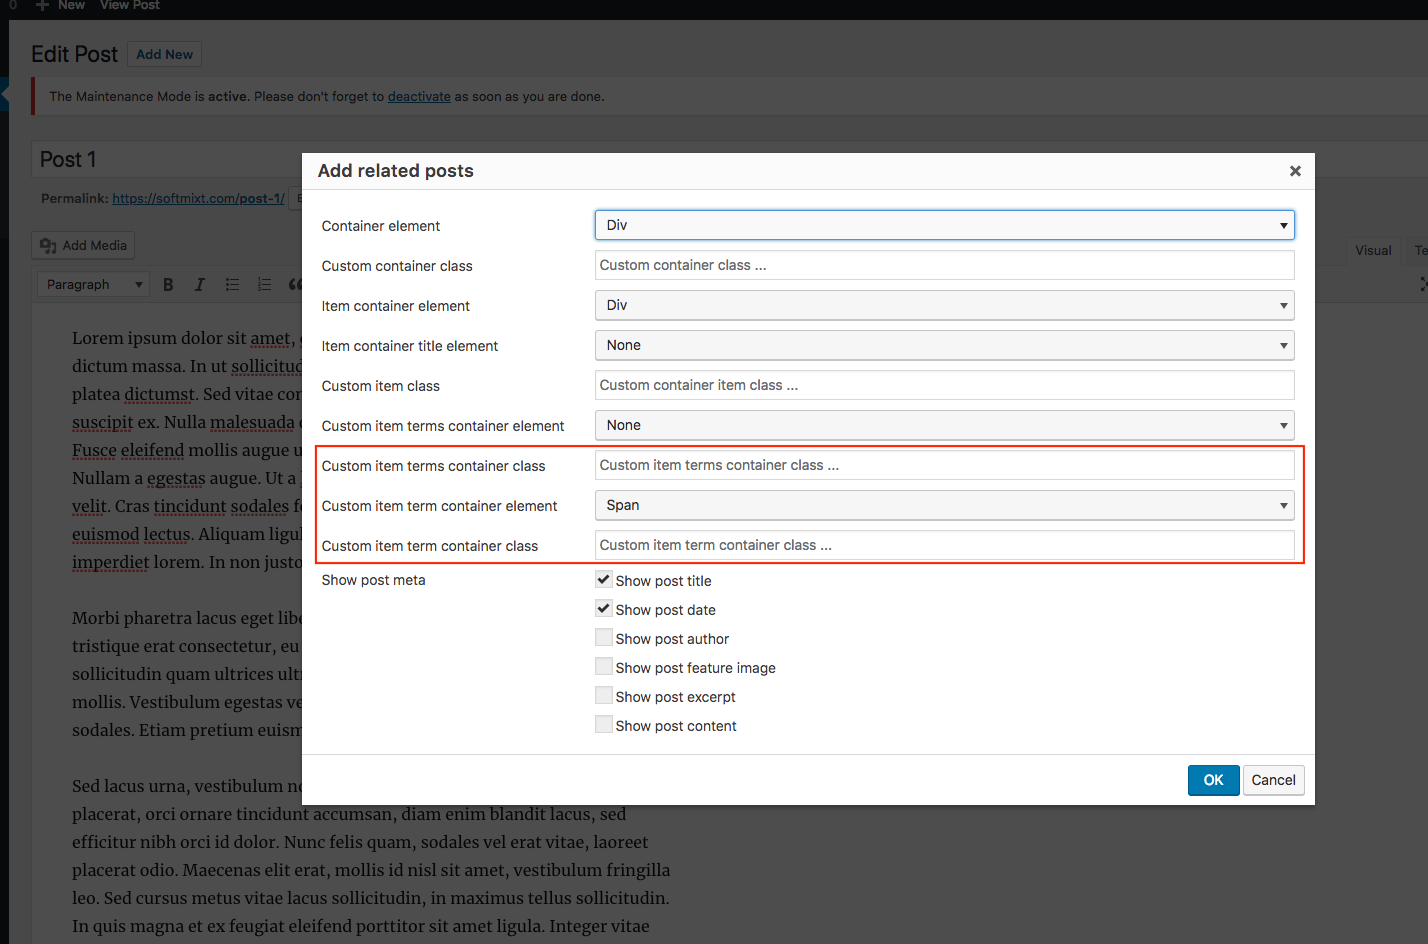 0 New View Post
Edit Post Add New
The Maintenance Mode is active. Please don't forget to deactivate as soon as you are done.
Post 1
Permalink: https://softmixt.com/post-1/
Add Media
Visual
Paragraph B I
Lorem ipsum dolor sit amet,
dictum massa. In ut
platea dictumst. Sed vitae
suscipit ex. Nulla malesuada
Fusce eleifend mollis augue
Nullam a egestas augue. Ut a
velit. Cras tincidunt sodales
euismod lectus. Aliquam
imperdiet lorem. In non justo
Morbi pharetra lacus eget
tristique erat consectetur, eu
sollicitudin quam ultrices
mollis. Vestibulum egestas
sodales. Etiam pretium
Sed lacus urna, vestibulum
placerat, orci ornare tincidunt accumsan, diam enim blandit lacus, sed
efficitur nibh orci id dolor. Nunc felis quam, sodales vel erat vitae, laoreet
placerat odio. Maecenas elit erat, mollis id nisl sit amet, vestibulum fringilla
leo. Sed cursus metus vitae lacus sollicitudin, in maximus tellus sollicitudin.
In quis magna et ex feugiat eleifend porttitor sit amet ligula. Integer vitae
Add related posts ×
Container element Div
Custom container class Custom container class ...
Item container element Div
Item container title element None
Custom item class Custom container item class ...
Custom item terms container element None
Custom item terms container class Custom item terms container class ...
Custom item term container element Span
Custom item term container class Custom item term container class ...
Show post meta Show post title
Show post date
Show post author
Show post feature image
Show post excerpt
Show post content
OK Cancel